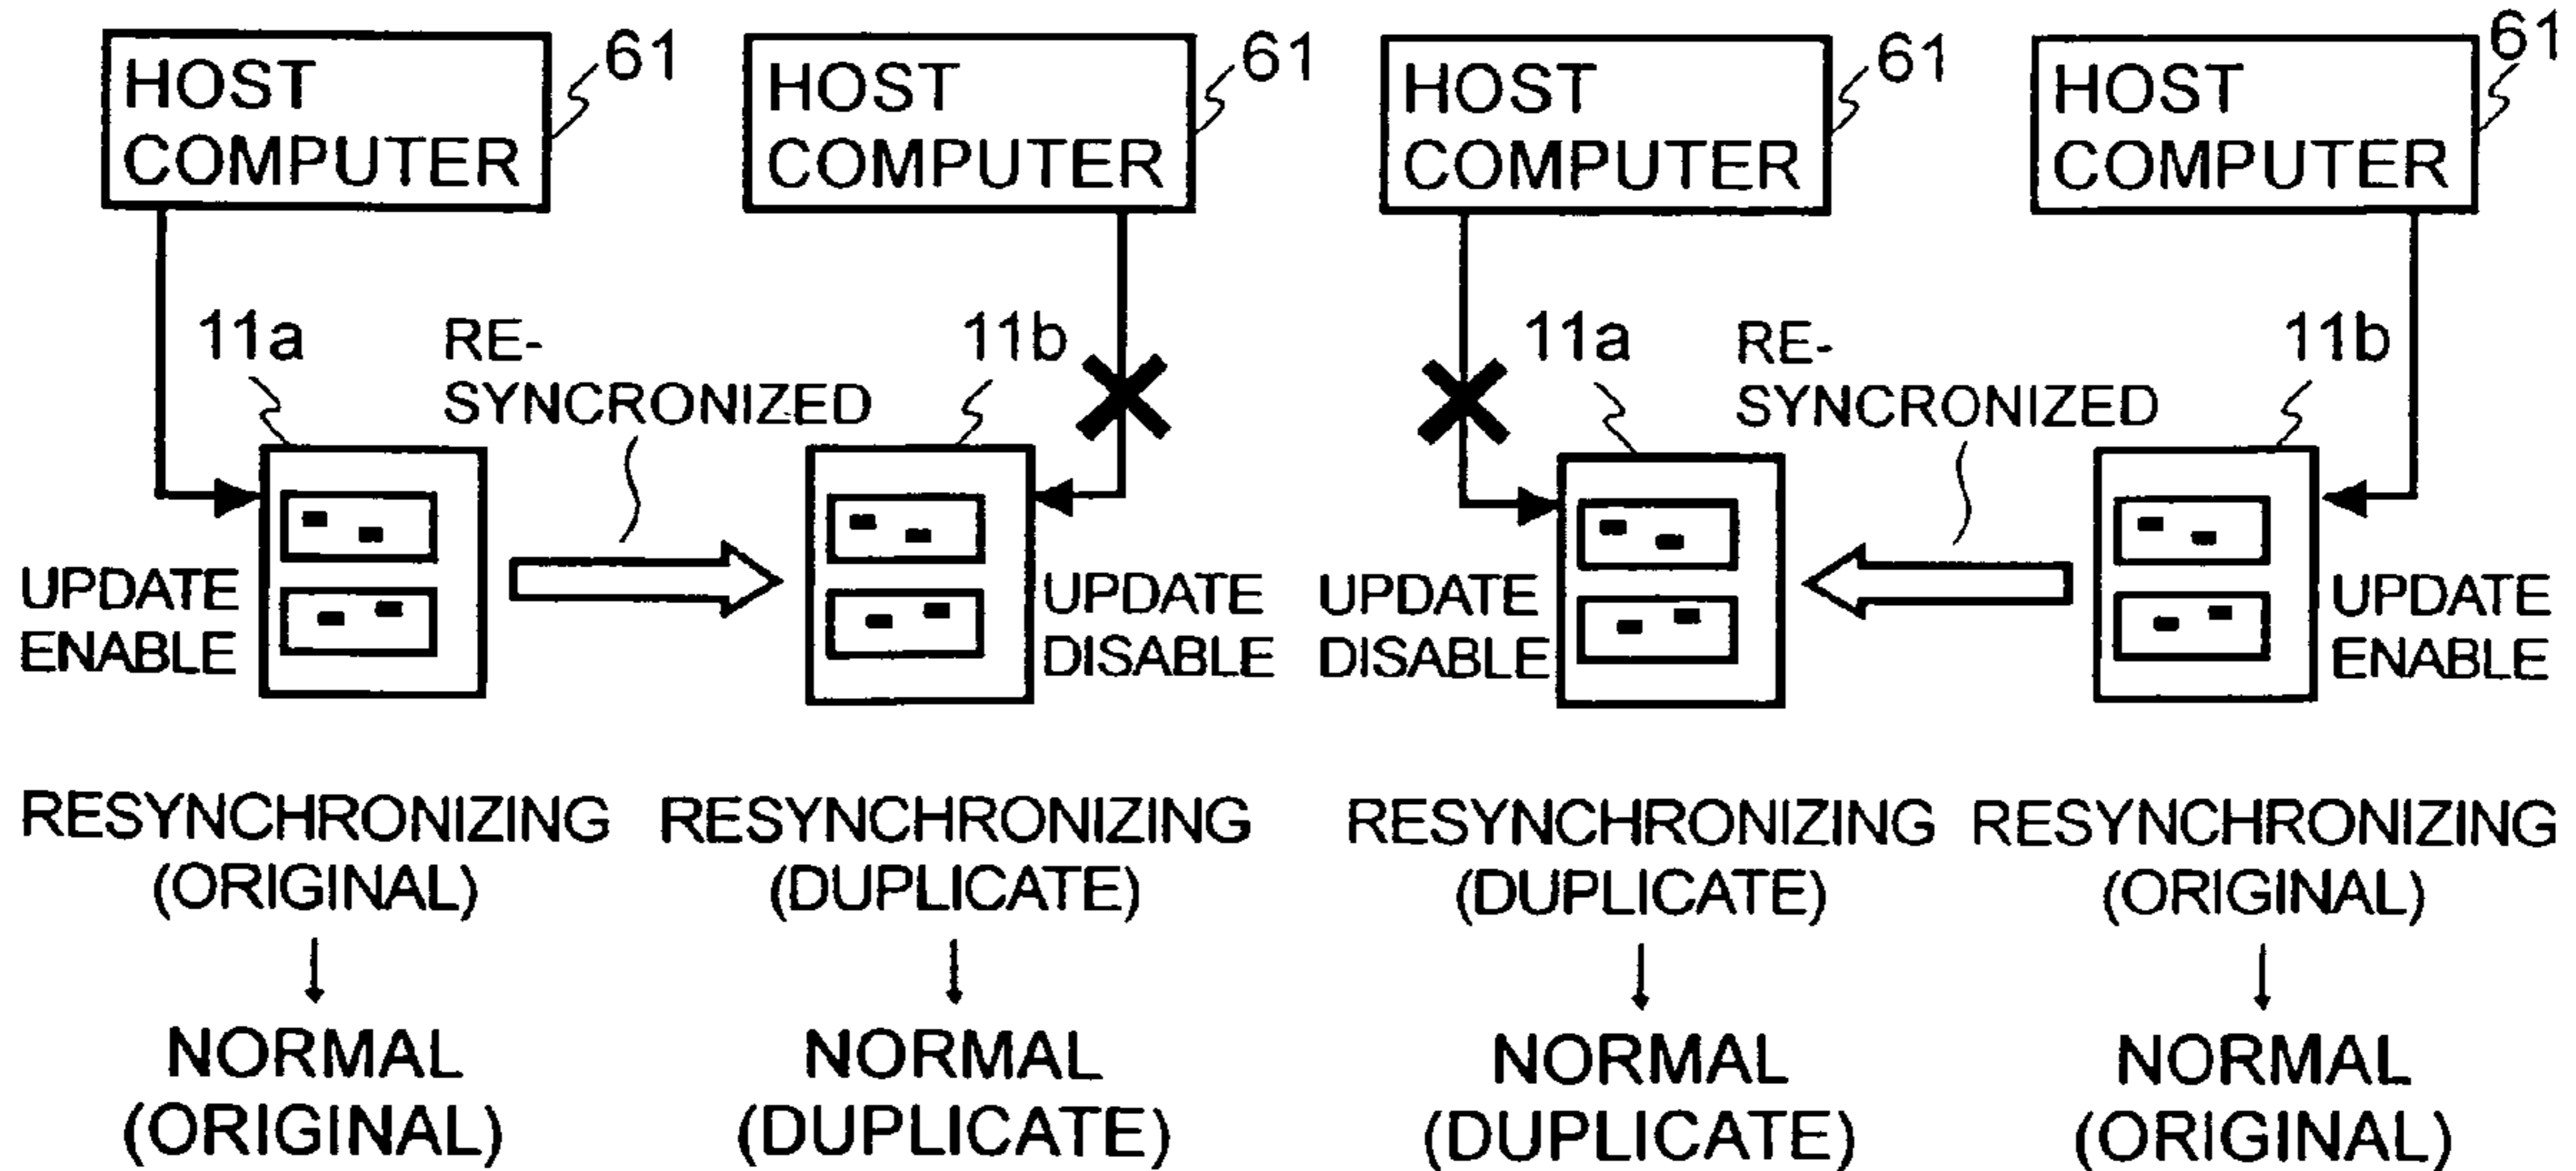 HOST
COMPUTER
61
HOST
COMPUTER
61
HOST
COMPUTER
61
HOST
COMPUTER
61
11a
RE-
SYNCRONIZED
11b
11a
RE-
SYNCRONIZED
11b
UPDATE
ENABLE
UPDATE
DISABLE
UPDATE
DISABLE
UPDATE
ENABLE
RESYNCHRONIZING
(ORIGINAL)
RESYNCHRONIZING
(DUPLICATE)
RESYNCHRONIZING
(DUPLICATE)
RESYNCHRONIZING
(ORIGINAL)
NORMAL
(ORIGINAL)
NORMAL
(DUPLICATE)
NORMAL
(DUPLICATE)
NORMAL
(ORIGINAL)